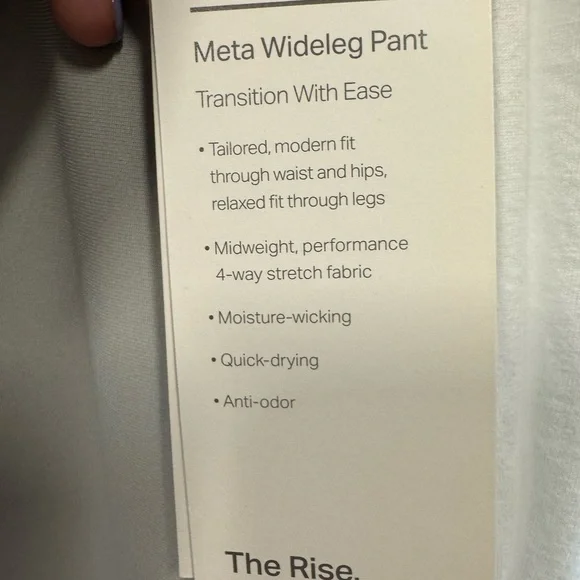 Meta Wideleg Pant
Transition With Ease
• Tailored, modern fit
through waist and hips,
relaxed fit through legs
• Midweight, performance
4-way stretch fabric
• Moisture-wicking
• Quick-drying
• Anti-odor
The Rise.